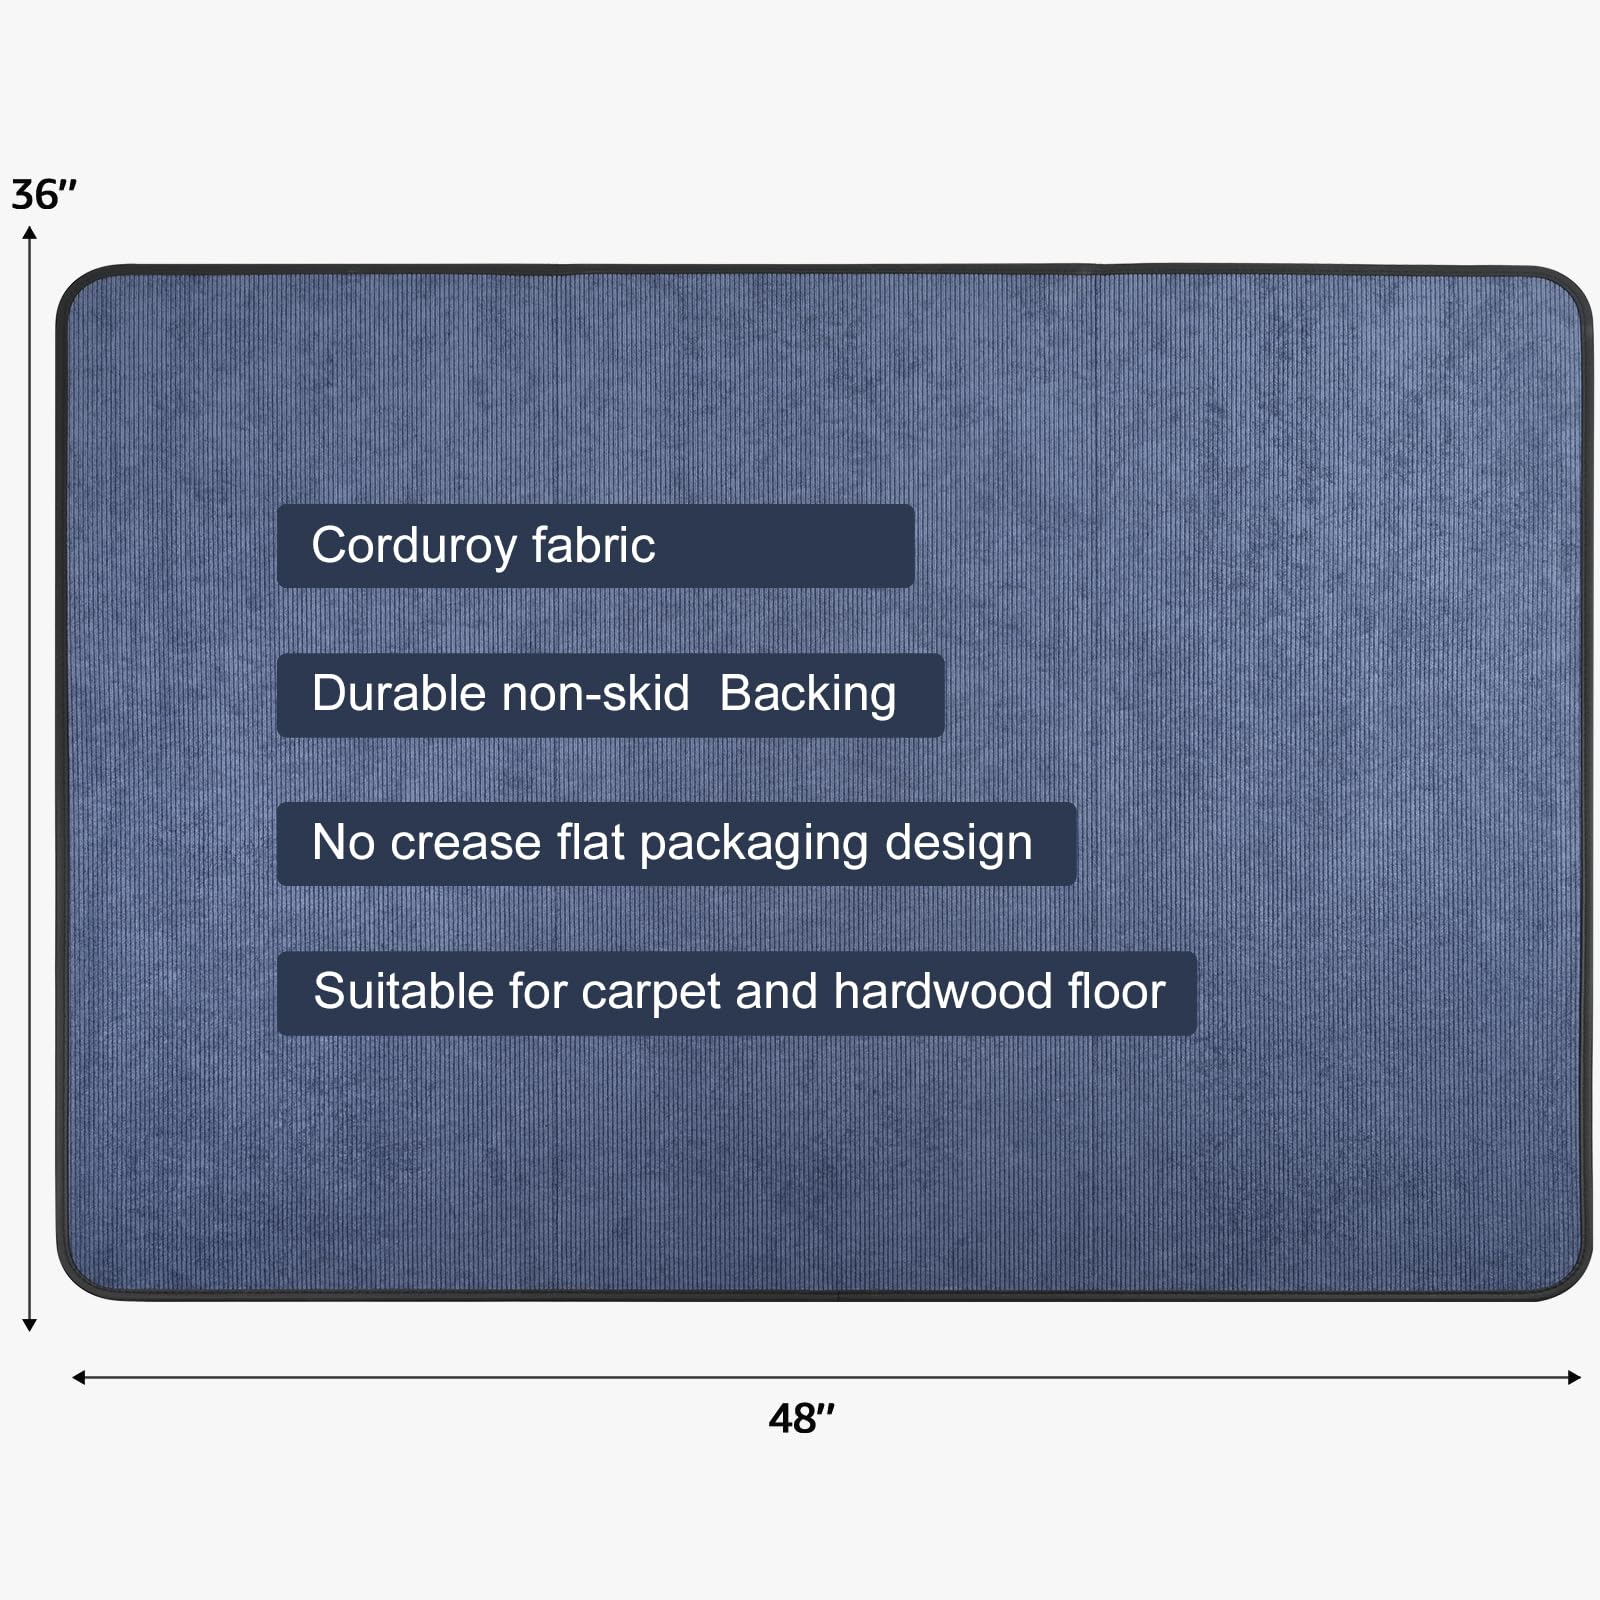 36″
Corduroy fabric
Durable non-skid  Backing
No crease flat packaging design
Suitable for carpet and hardwood floor
48″